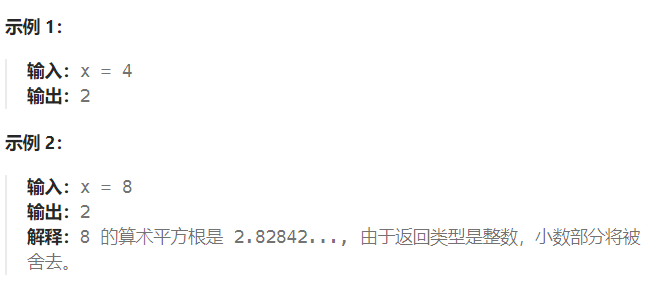 示例 1：
输入：x = 4
输出：2
示例 2：
输入：x = 8
输出：2
解释：8 的算术平方根是 2.82842..., 由于返回类型是整数，小数部分将被
舍去。